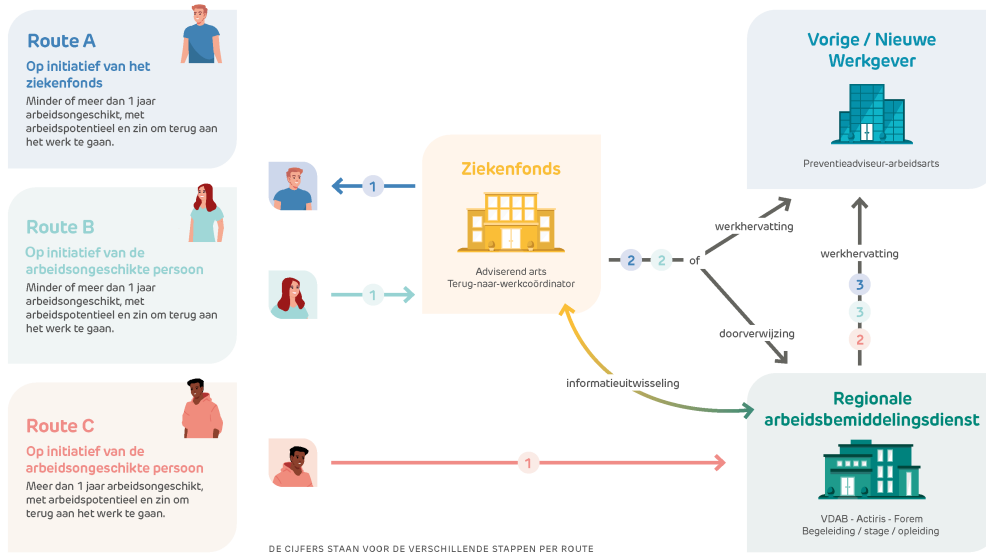 Route A
Op initiatief van het
ziekenfonds
Minder of meer dan 1 jaar
arbeidsongeschikt, met
arbeidspotentieel en zin om terug aan
het werk te gaan.
Route B
Op initiatief van de
arbeidsongeschikte persoon
Minder of meer dan 1 jaar
arbeidsongeschikt, met
arbeidspotentieel en zin om terug aan
het werk te gaan.
Route C
Op initiatief van de
arbeidsongeschikte persoon
Meer dan 1 jaar arbeidsongeschikt,
met arbeidspotentieel en zin om
terug aan het werk te gaan.
1
1
1
Ziekenfonds
Adviserend arts
Terug-naar-werkcoördinator
2 2 of
werkhervatting
doorverwijzing
informatieuitwisseling
Vorige / Nieuwe
Werkgever
Preventieadviseur-arbeidsarts
werkhervatting
3
3
2
Regionale
arbeidsbemiddelingsdienst
VDAB - Actiris - Forem
Begeleiding / stage / opleiding
DE CIJFERS STAAN VOOR DE VERSCHILLENDE STAPPEN PER ROUTE